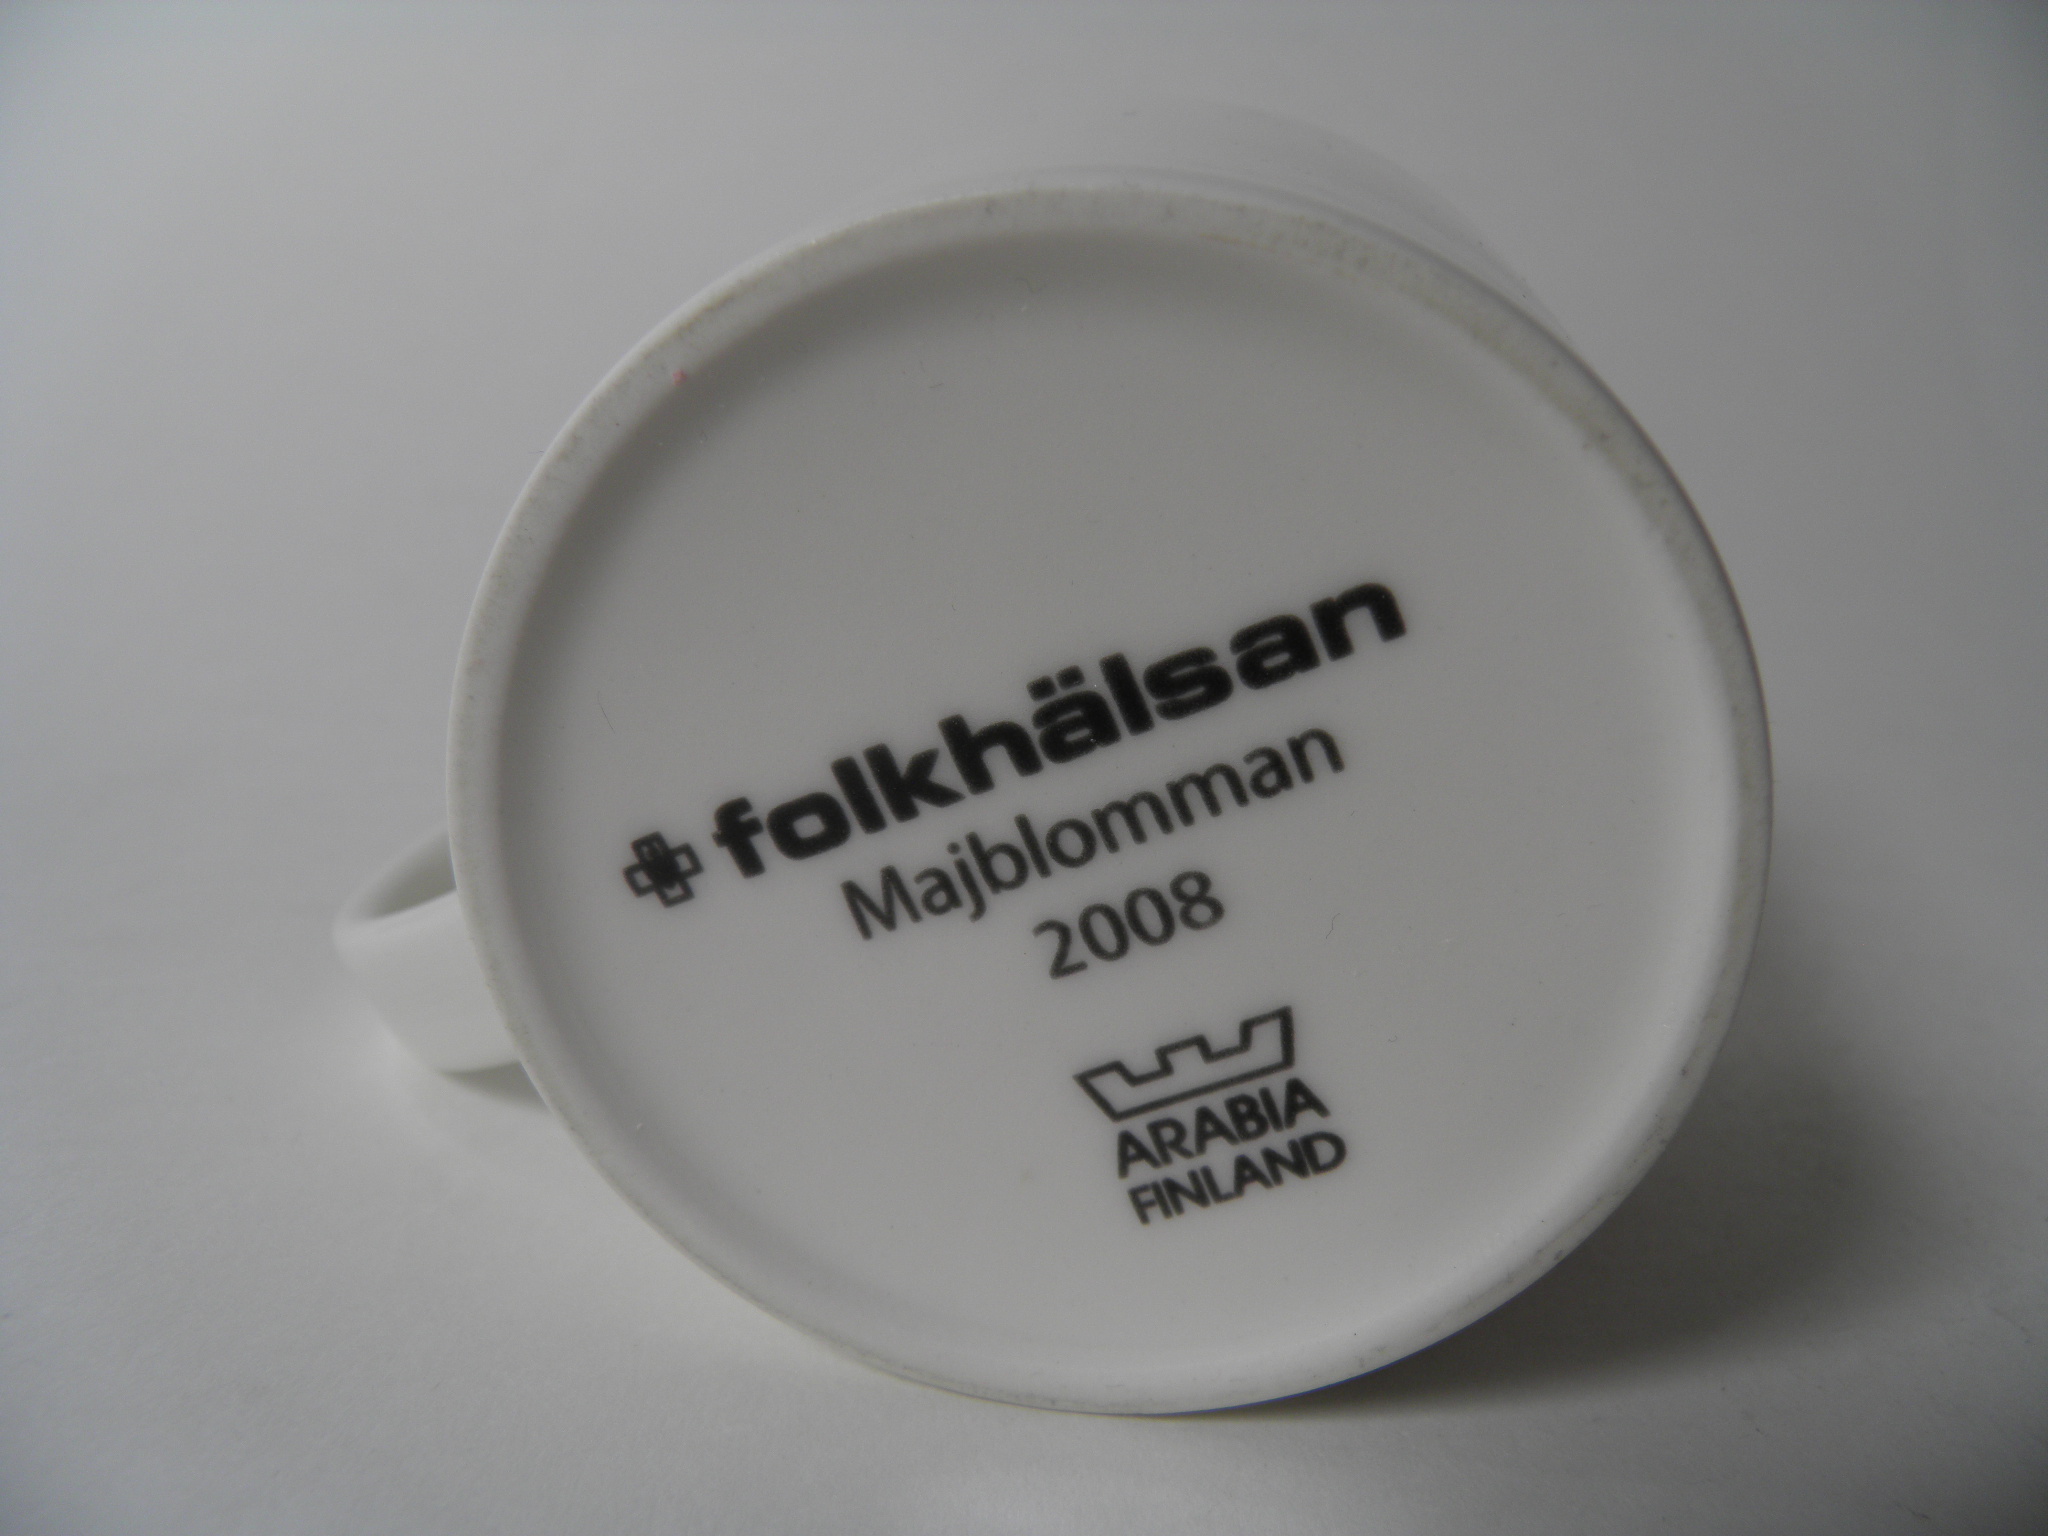 folkhälsan
Majblomman
2008
ARABIA
FINLAND